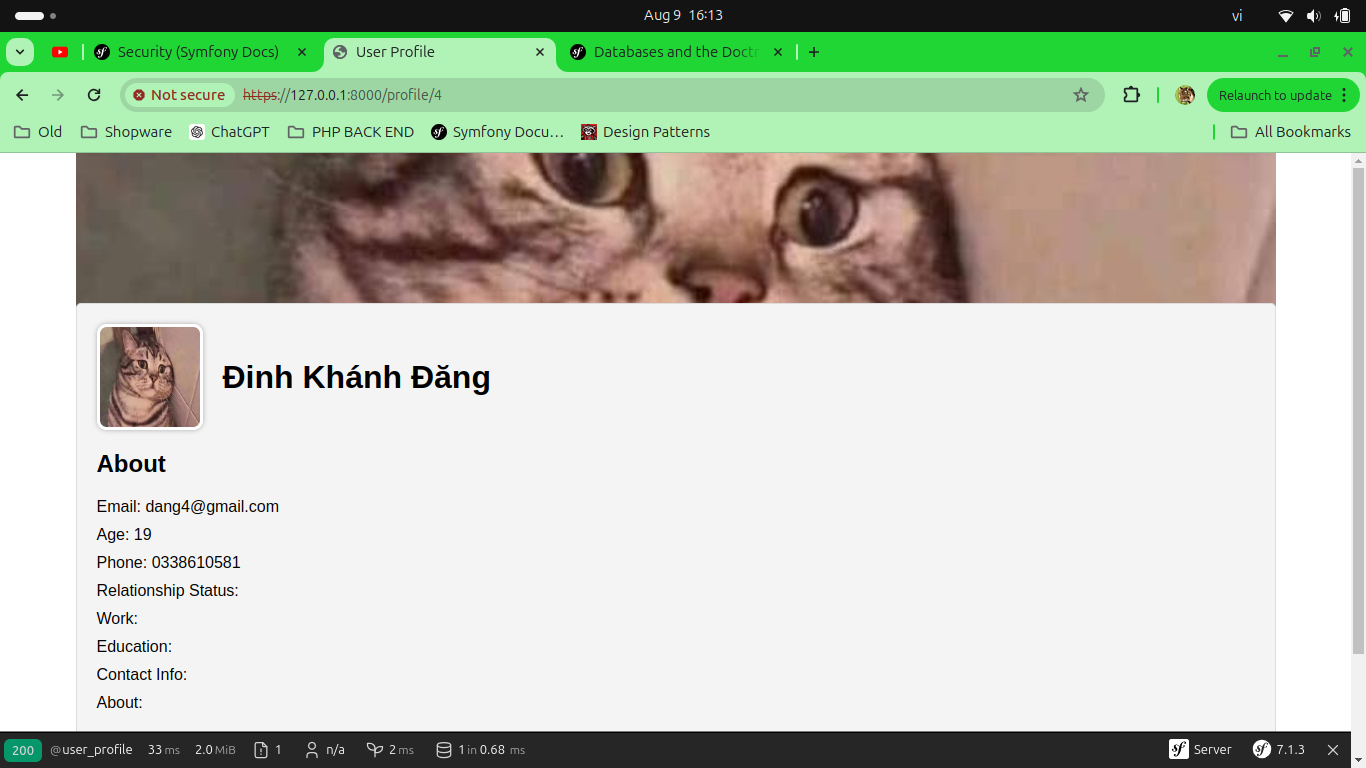 Aug 9 16:13
vi
Security (Symfony Docs)
User Profile
Databases and the Doctr
Not secure
https://127.0.0.1:8000/profile/4
Relaunch to update
Old
Shopware
ChatGPT
PHP BACK END
Symfony Docu…
Design Patterns
All Bookmarks
Đinh Khánh Đăng
About
Email: dang4@gmail.com
Age: 19
Phone: 0338610581
Relationship Status:
Work:
Education:
Contact Info:
About:
200 @user_profile 33 ms 2.0 MiB 1 n/a 2 ms 1 in 0.68 ms Server 7.1.3